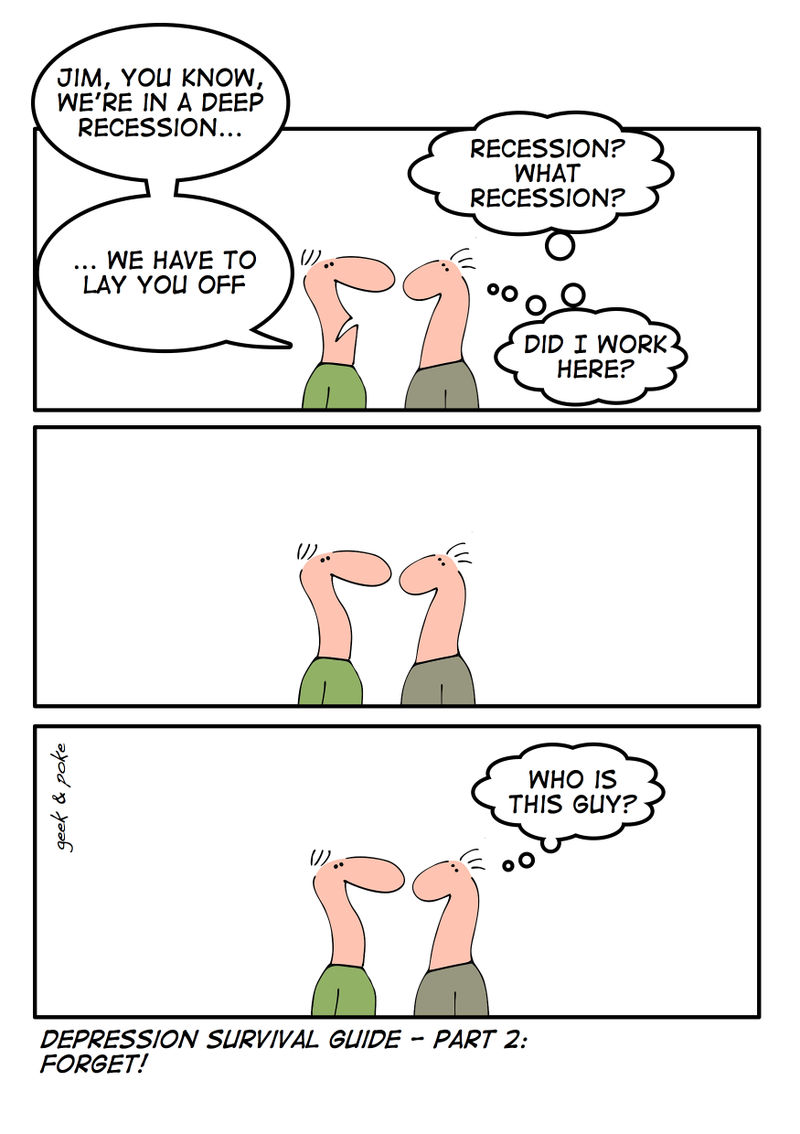 JIM, YOU KNOW,
WE'RE IN A DEEP
RECESSION...
... WE HAVE TO
LAY YOU OFF
RECESSION?
WHAT
RECESSION?
DID I WORK
HERE?
WHO IS
THIS GUY?
geek & poke
DEPRESSION SURVIVAL GUIDE - PART 2:
FORGET!